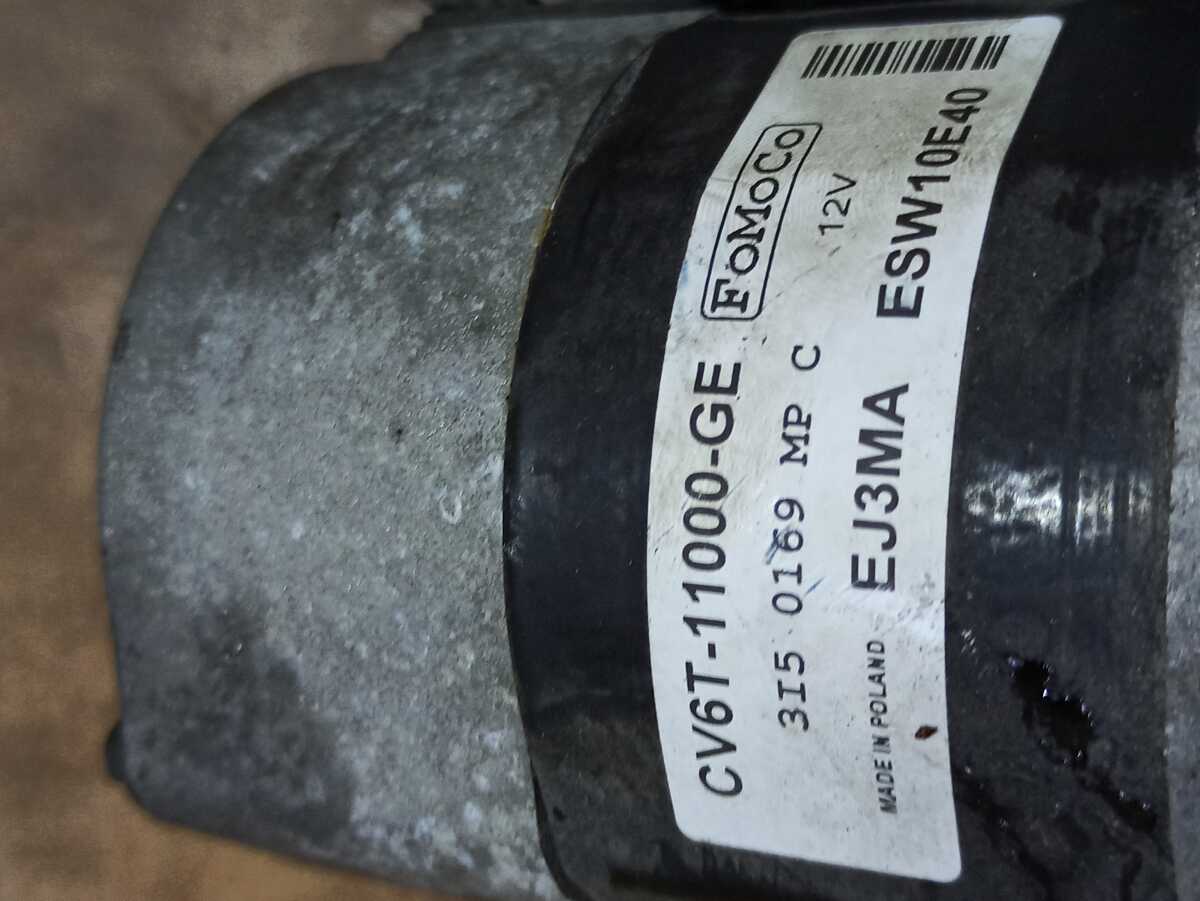 CV6T-11000-GE FoMoCo
3I5 0169 MP C 12V
MADE IN POLAND EJ3MA ESW10E40